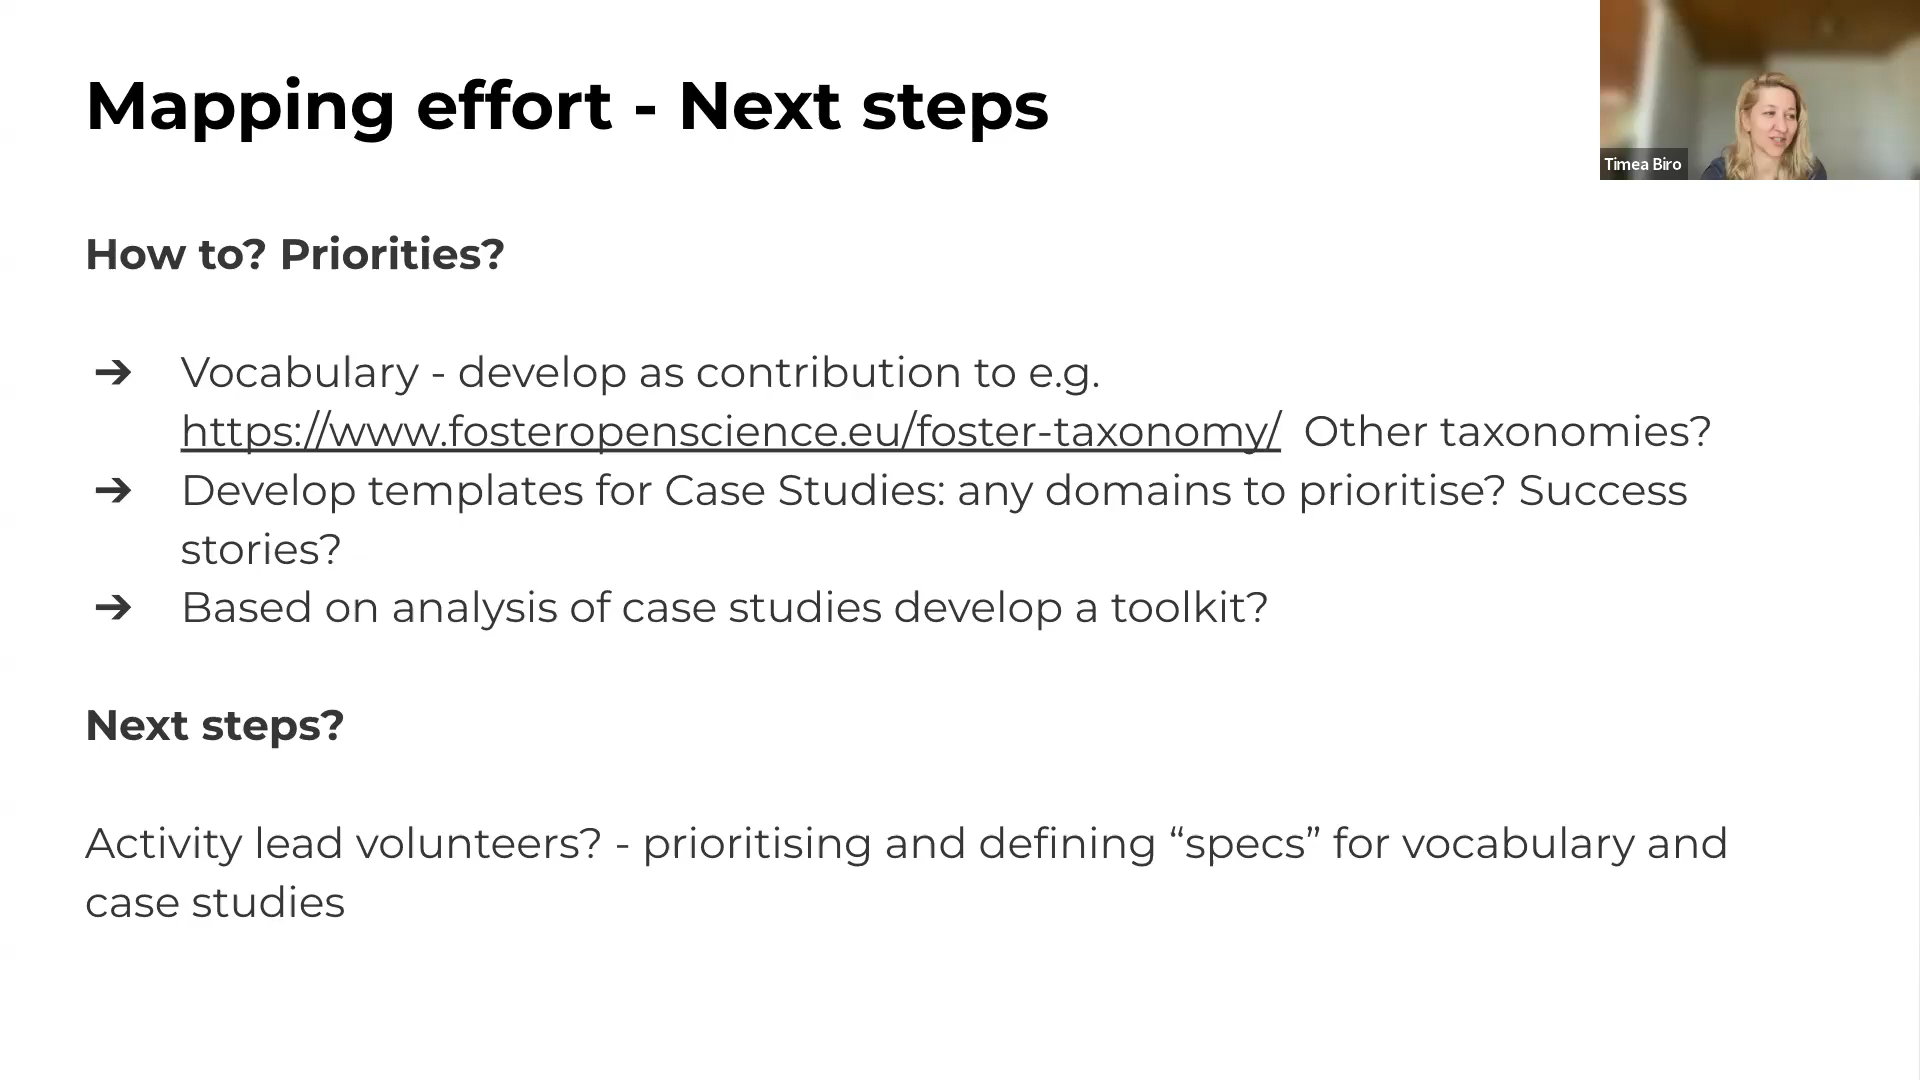 Mapping effort - Next steps
Timea Biro
How to? Priorities?
➔ Vocabulary - develop as contribution to e.g.
https://www.fosteropenscience.eu/foster-taxonomy/ Other taxonomies?
➔ Develop templates for Case Studies: any domains to prioritise? Success
stories?
➔ Based on analysis of case studies develop a toolkit?
Next steps?
Activity lead volunteers? - prioritising and defining “specs” for vocabulary and
case studies